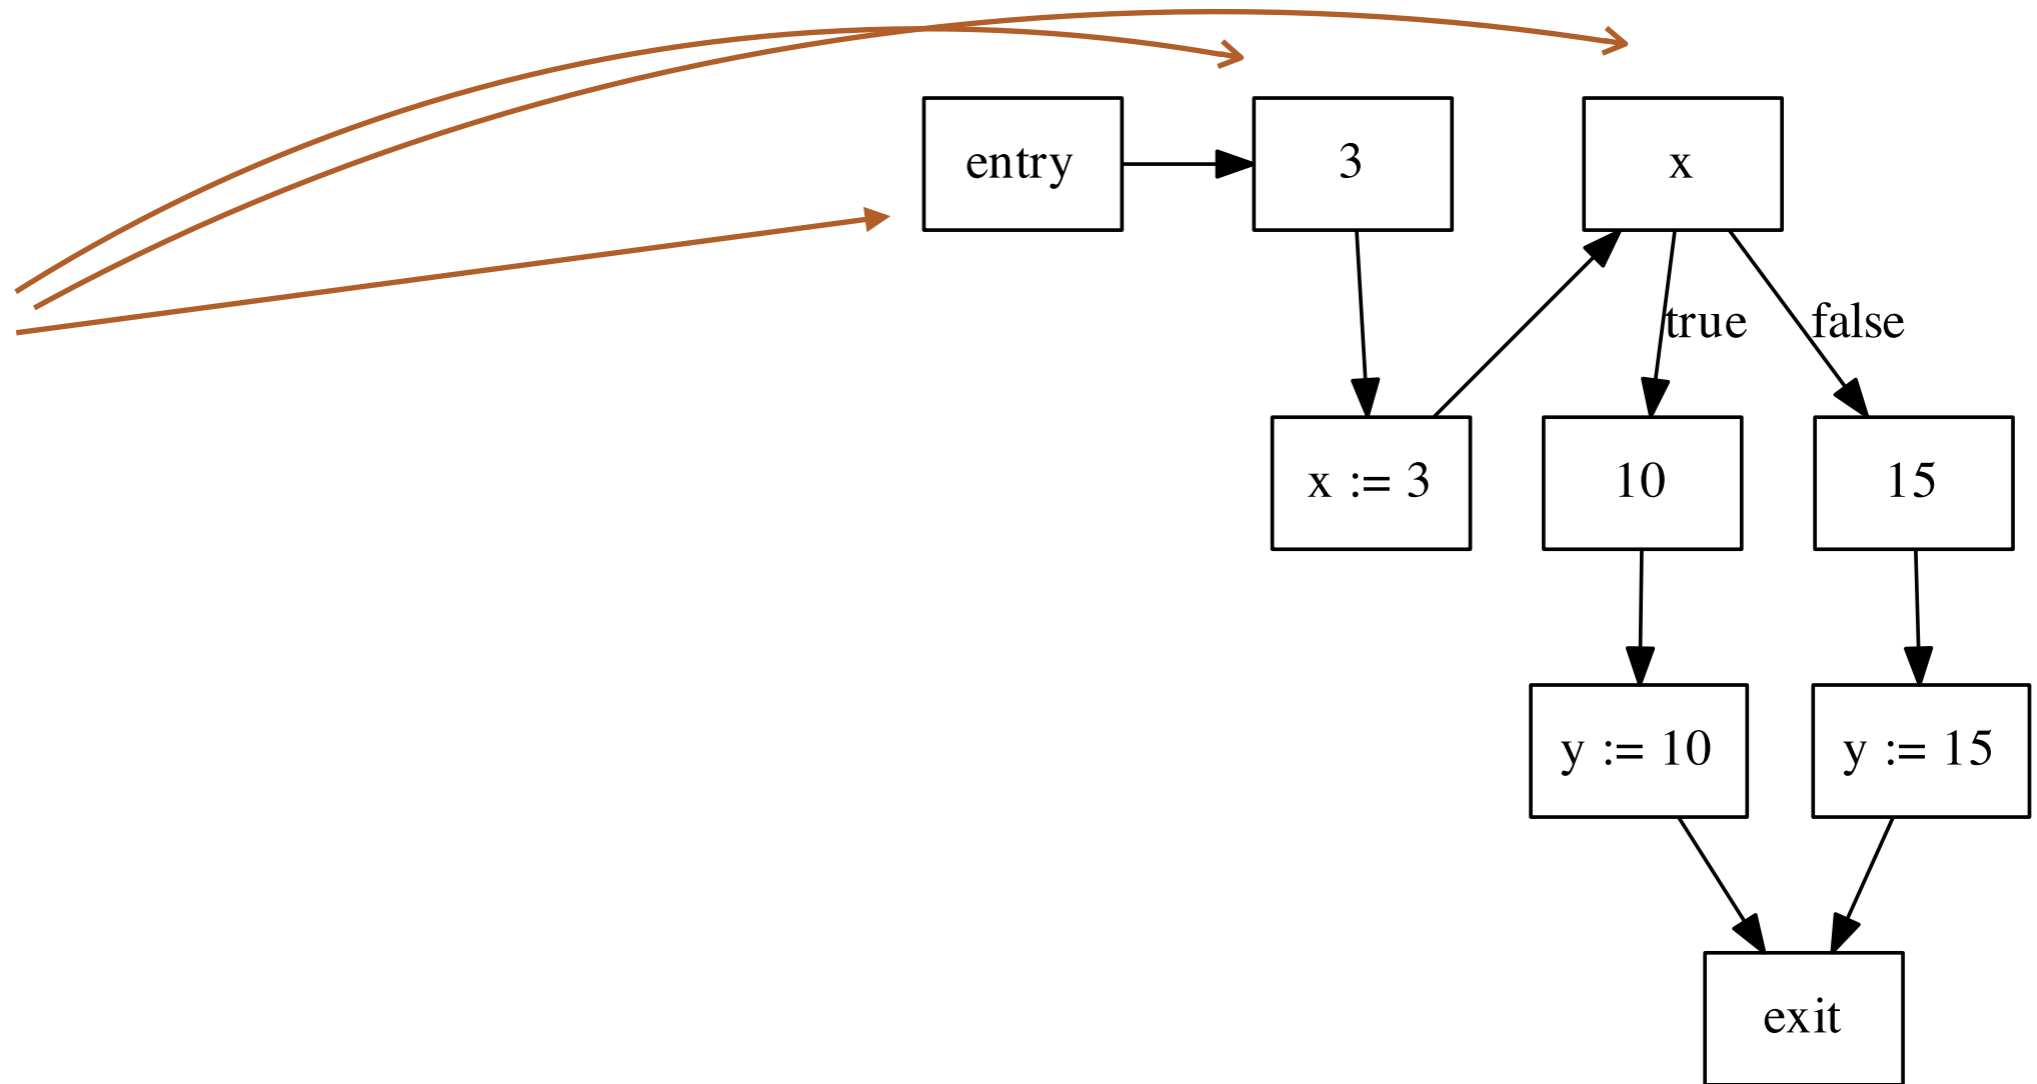 entry
3
x
true
false
x := 3
10
15
y := 10
y := 15
exit